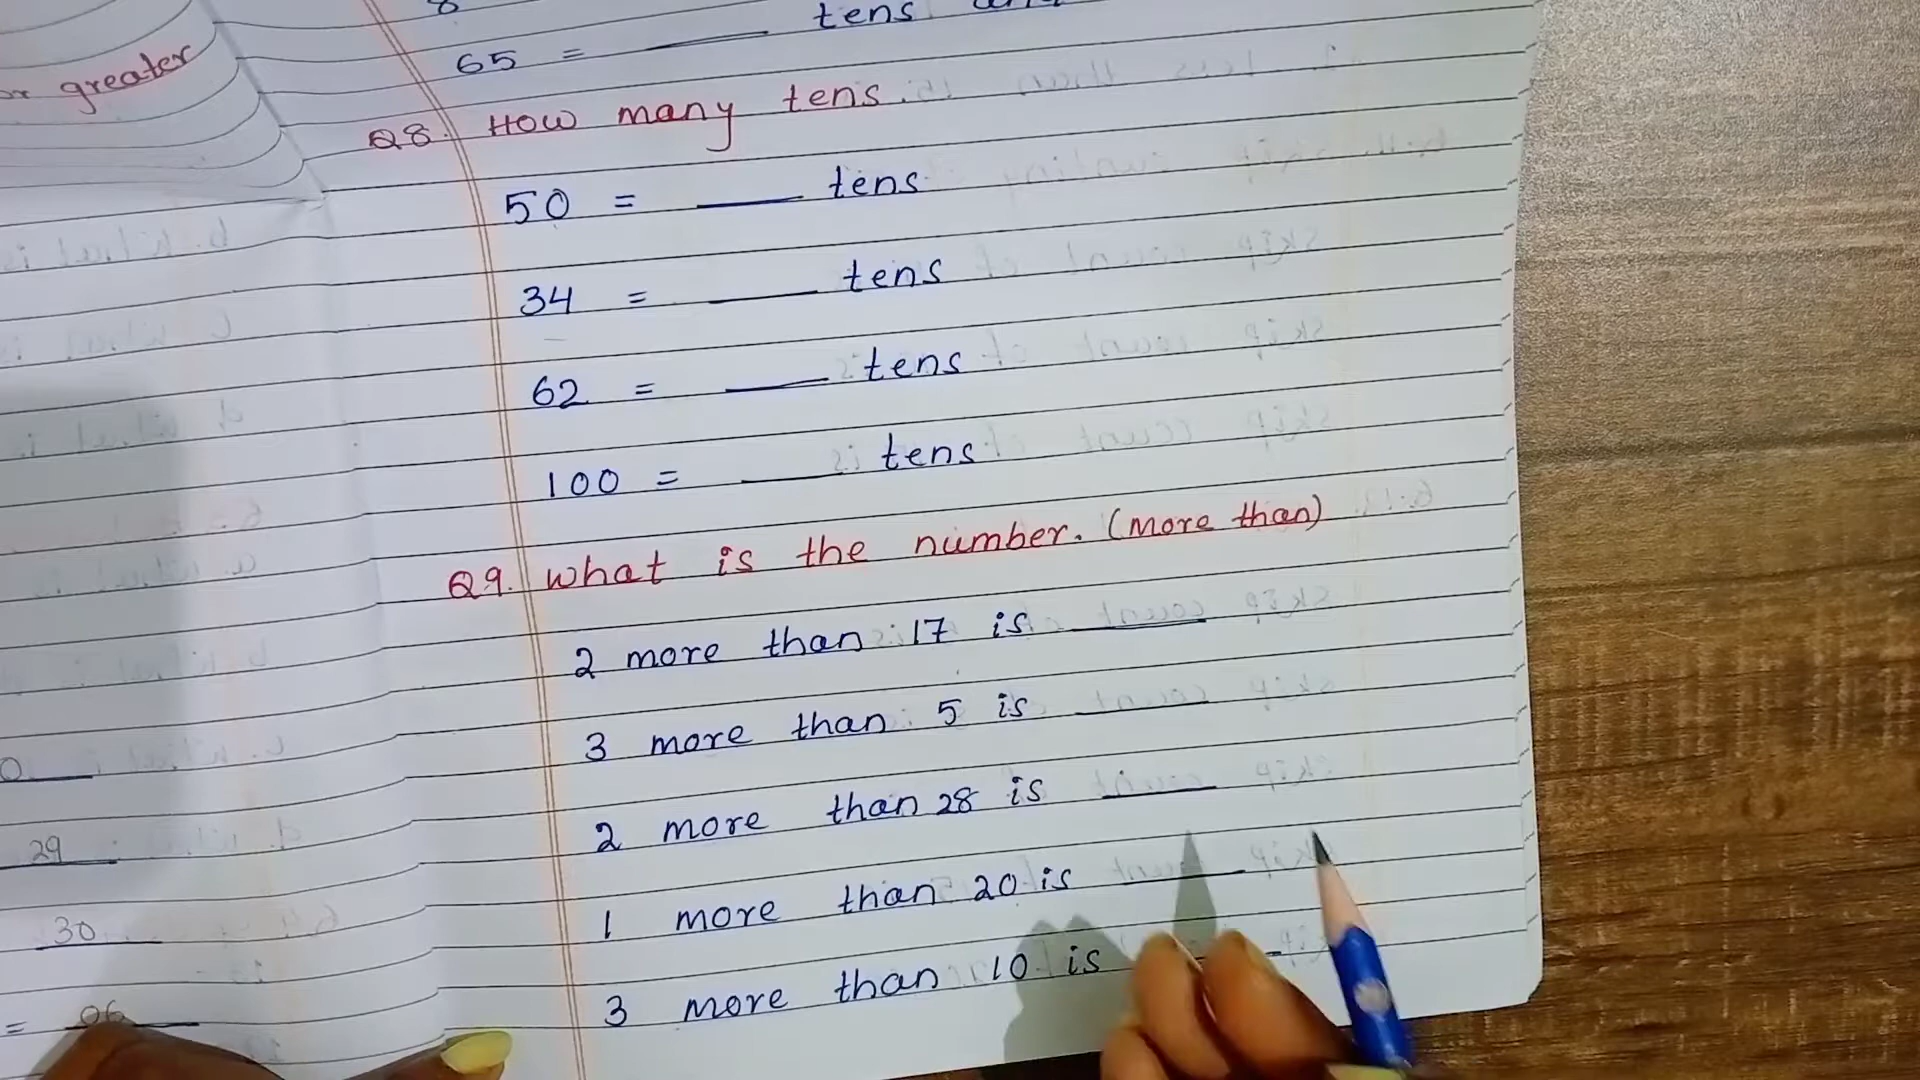 or greater
29
30
= 06
65 = ____ tens
Q8. How many tens.
50 = ____ tens
34 = ____ tens
62 = ____ tens
100 = ____ tens
Q9. What is the number. (More than)
2 more than 17 is ____
3 more than 5 is ____
2 more than 28 is ____
1 more than 20 is ____
3 more than 10 is